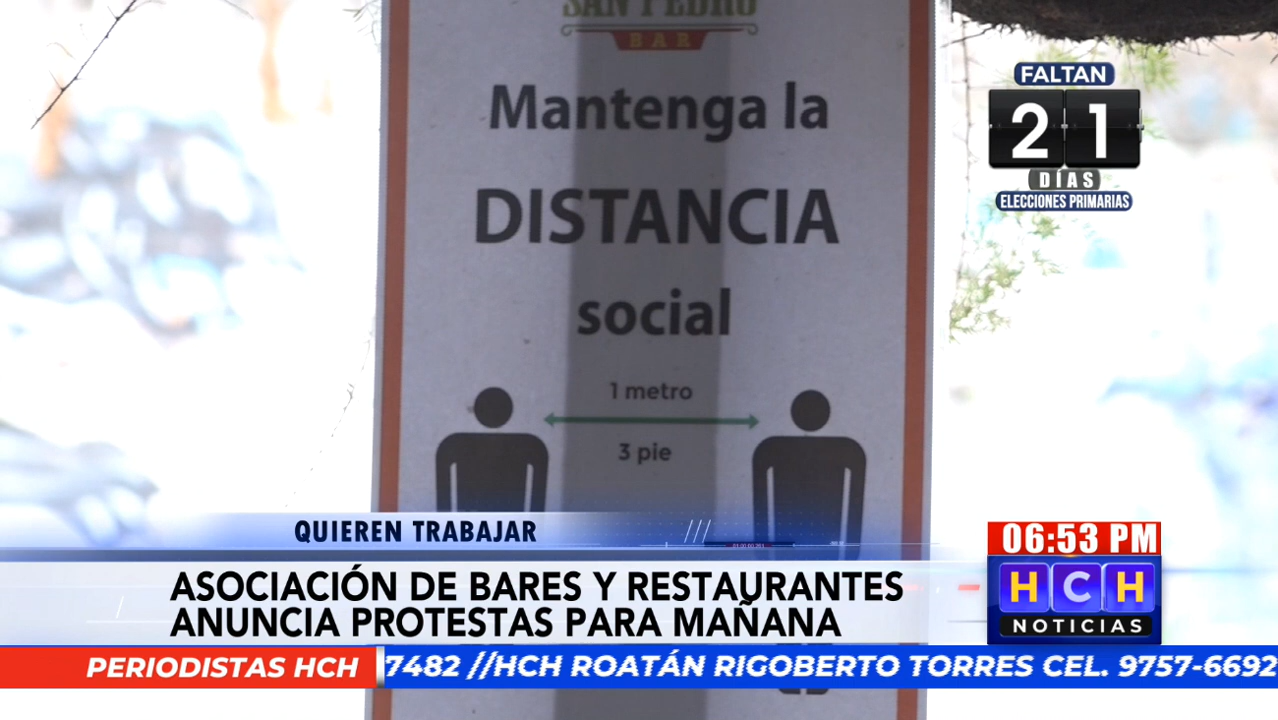 SAN PEDRO
BAR
Mantenga la
DISTANCIA
social
1 metro
3 pie
FALTAN
21
DÍAS
ELECCIONES PRIMARIAS
QUIEREN TRABAJAR
ASOCIACIÓN DE BARES Y RESTAURANTES
ANUNCIA PROTESTAS PARA MAÑANA
06:53 PM
HCH
NOTICIAS
PERIODISTAS HCH
7482 //HCH ROATÁN RIGOBERTO TORRES CEL. 9757-6692